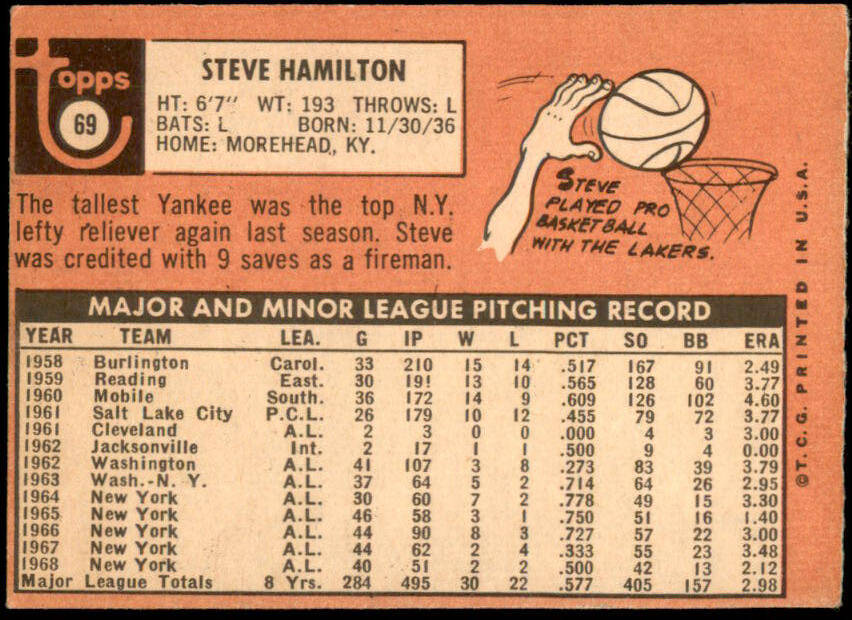 topps
69
STEVE HAMILTON
HT: 6'7" WT: 193 THROWS: L
BATS: L BORN: 11/30/36
HOME: MOREHEAD, KY.
The tallest Yankee was the top N.Y.
lefty reliever again last season. Steve
was credited with 9 saves as a fireman.
STEVE
PLAYED PRO
BASKETBALL
WITH THE LAKERS.
MAJOR AND MINOR LEAGUE PITCHING RECORD
YEAR TEAM LEA. G IP W L PCT SO BB ERA
1958 Burlington Carol. 33 210 15 14 .517 167 91 2.49
1959 Reading East. 30 191 13 10 .565 128 60 3.77
1960 Mobile South. 36 172 14 9 .609 126 102 4.60
1961 Salt Lake City P.C.L. 26 179 10 12 .455 79 72 3.77
1961 Cleveland A.L. 2 3 0 0 .000 4 3 3.00
1962 Jacksonville Int. 2 17 1 1 .500 9 4 0.00
1962 Washington A.L. 41 107 3 8 .273 83 39 3.79
1963 Wash.-N. Y. A.L. 37 64 5 2 .714 64 26 2.95
1964 New York A.L. 30 60 7 2 .778 49 15 3.30
1965 New York A.L. 46 58 3 1 .750 51 16 1.40
1966 New York A.L. 44 90 8 3 .727 57 22 3.00
1967 New York A.L. 44 62 2 4 .333 55 23 3.48
1968 New York A.L. 40 51 2 2 .500 42 13 2.12
Major League Totals 8 Yrs. 284 495 30 22 .577 405 157 2.98
©T.C.G. PRINTED IN U.S.A.